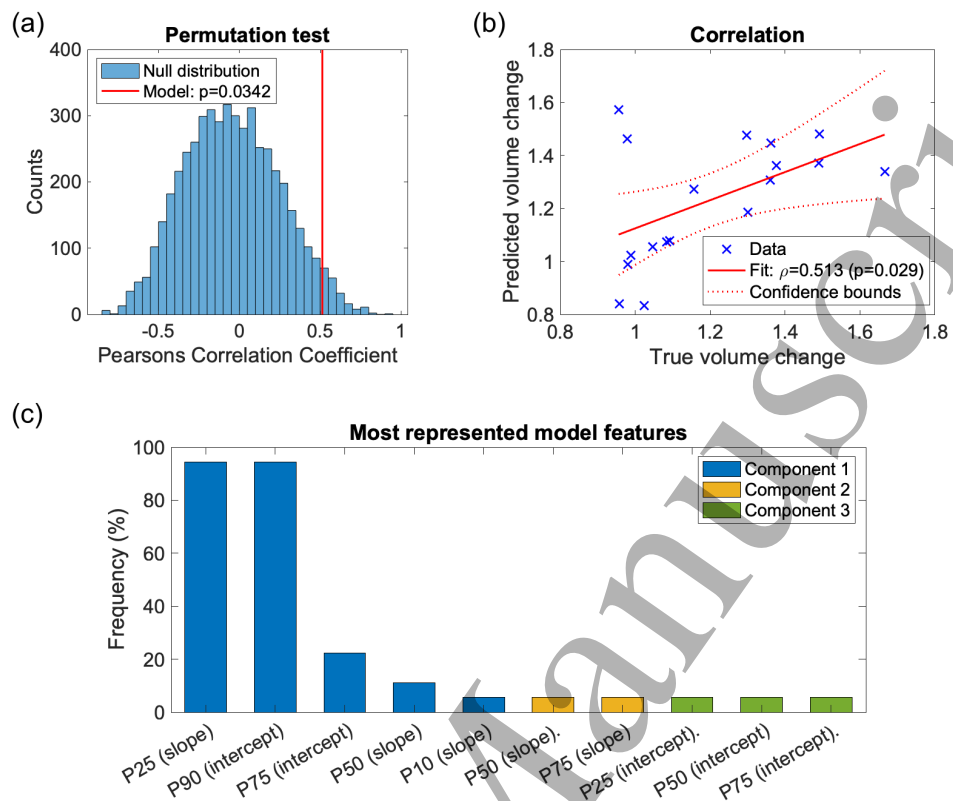 (a)
Permutation test
400
300
200
100
0
Counts
Null distribution
Model: p=0.0342
-0.5
0
0.5
1
Pearsons Correlation Coefficient
(b)
Correlation
1.8
1.6
1.4
1.2
1
0.8
Predicted volume change
Data
Fit: ρ=0.513 (p=0.029)
Confidence bounds
0.8
1
1.2
1.4
1.6
1.8
True volume change
(c)
Most represented model features
100
80
60
40
20
0
Frequency (%)
Component 1
Component 2
Component 3
P25 (slope)
P90 (intercept)
P75 (intercept)
P50 (slope)
P10 (slope)
P50 (slope).
P75 (slope)
P25 (intercept).
P50 (intercept)
P75 (intercept).
Manuscri